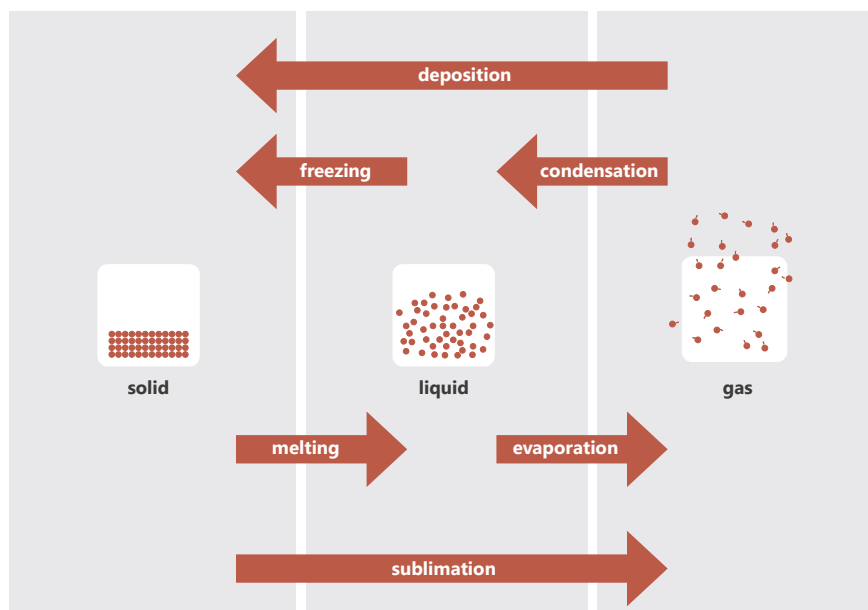 deposition
freezing
condensation
solid
liquid
gas
melting
evaporation
sublimation